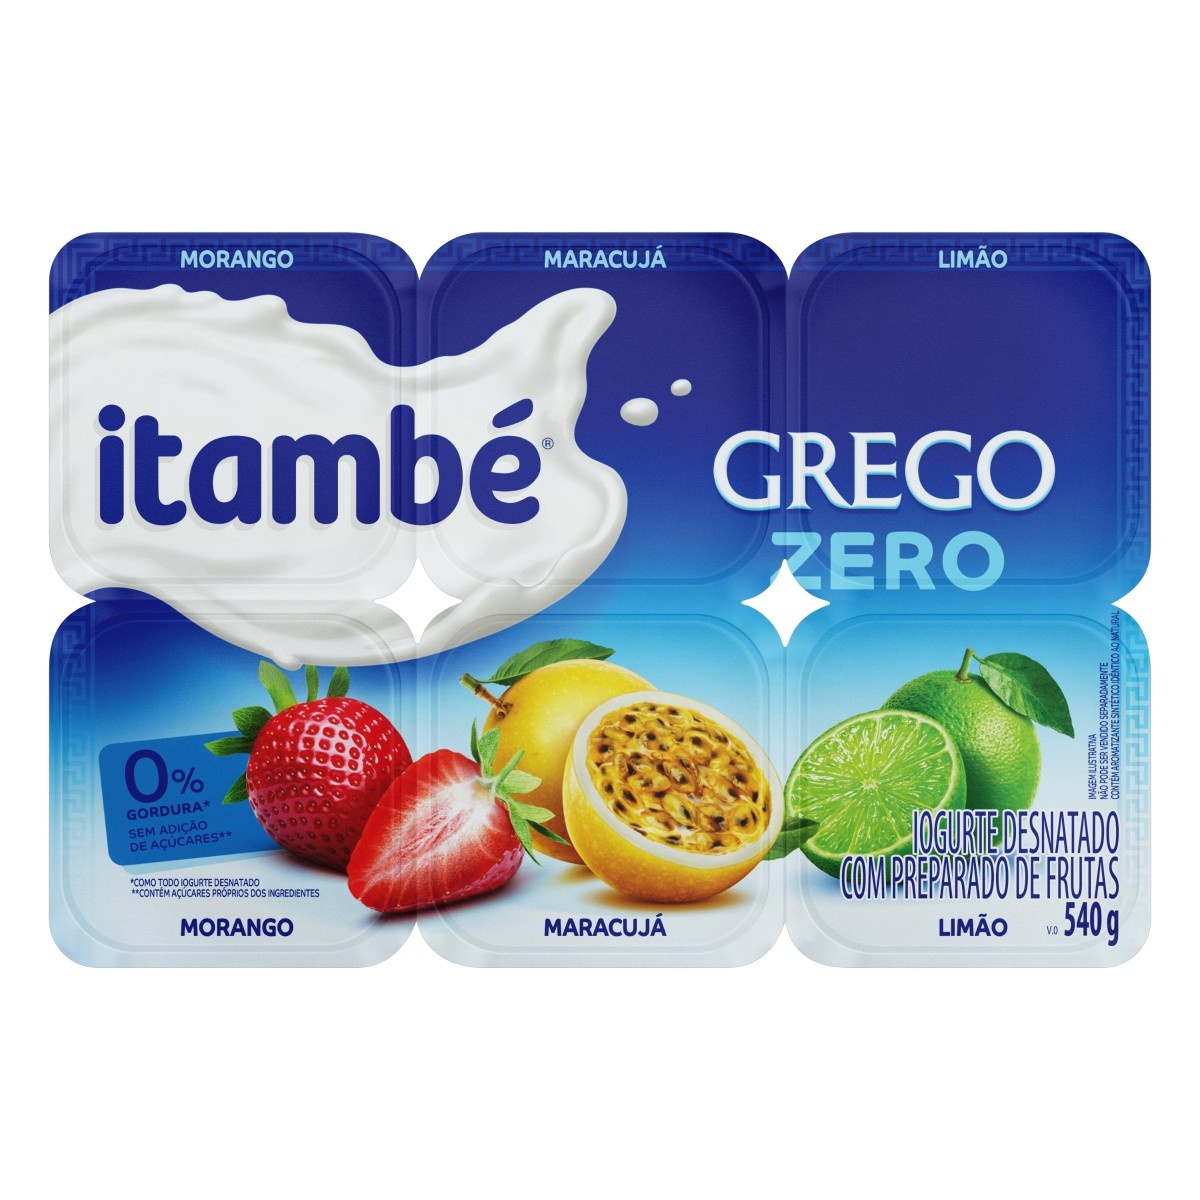 MORANGO
MARACUJÁ
LIMÃO
itambé®
GREGO
ZERO
0%
GORDURA*
SEM ADIÇÃO
DE AÇÚCARES**
*COMO TODO IOGURTE DESNATADO
**CONTÉM AÇÚCARES PRÓPRIOS DOS INGREDIENTES
IMAGEM ILUSTRATIVA
NÃO PODE SER VENDIDO SEPARADAMENTE
CONTÉM AROMATIZANTE SINTÉTICO IDÊNTICO AO NATURAL
IOGURTE DESNATADO
COM PREPARADO DE FRUTAS
V.0 540 g
MORANGO
MARACUJÁ
LIMÃO